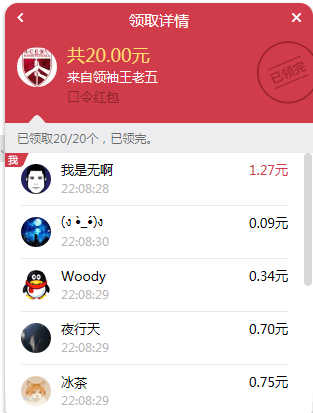 领取详情
共20.00元
来自领袖王老五
口令红包
已领完
已领取20/20个，已领完。
我
我是无啊
1.27元
22:08:28
(ง •̀_•́)ง
0.09元
22:08:30
Woody
0.34元
22:08:29
夜行天
0.70元
22:08:29
冰茶
0.75元
22:08:29